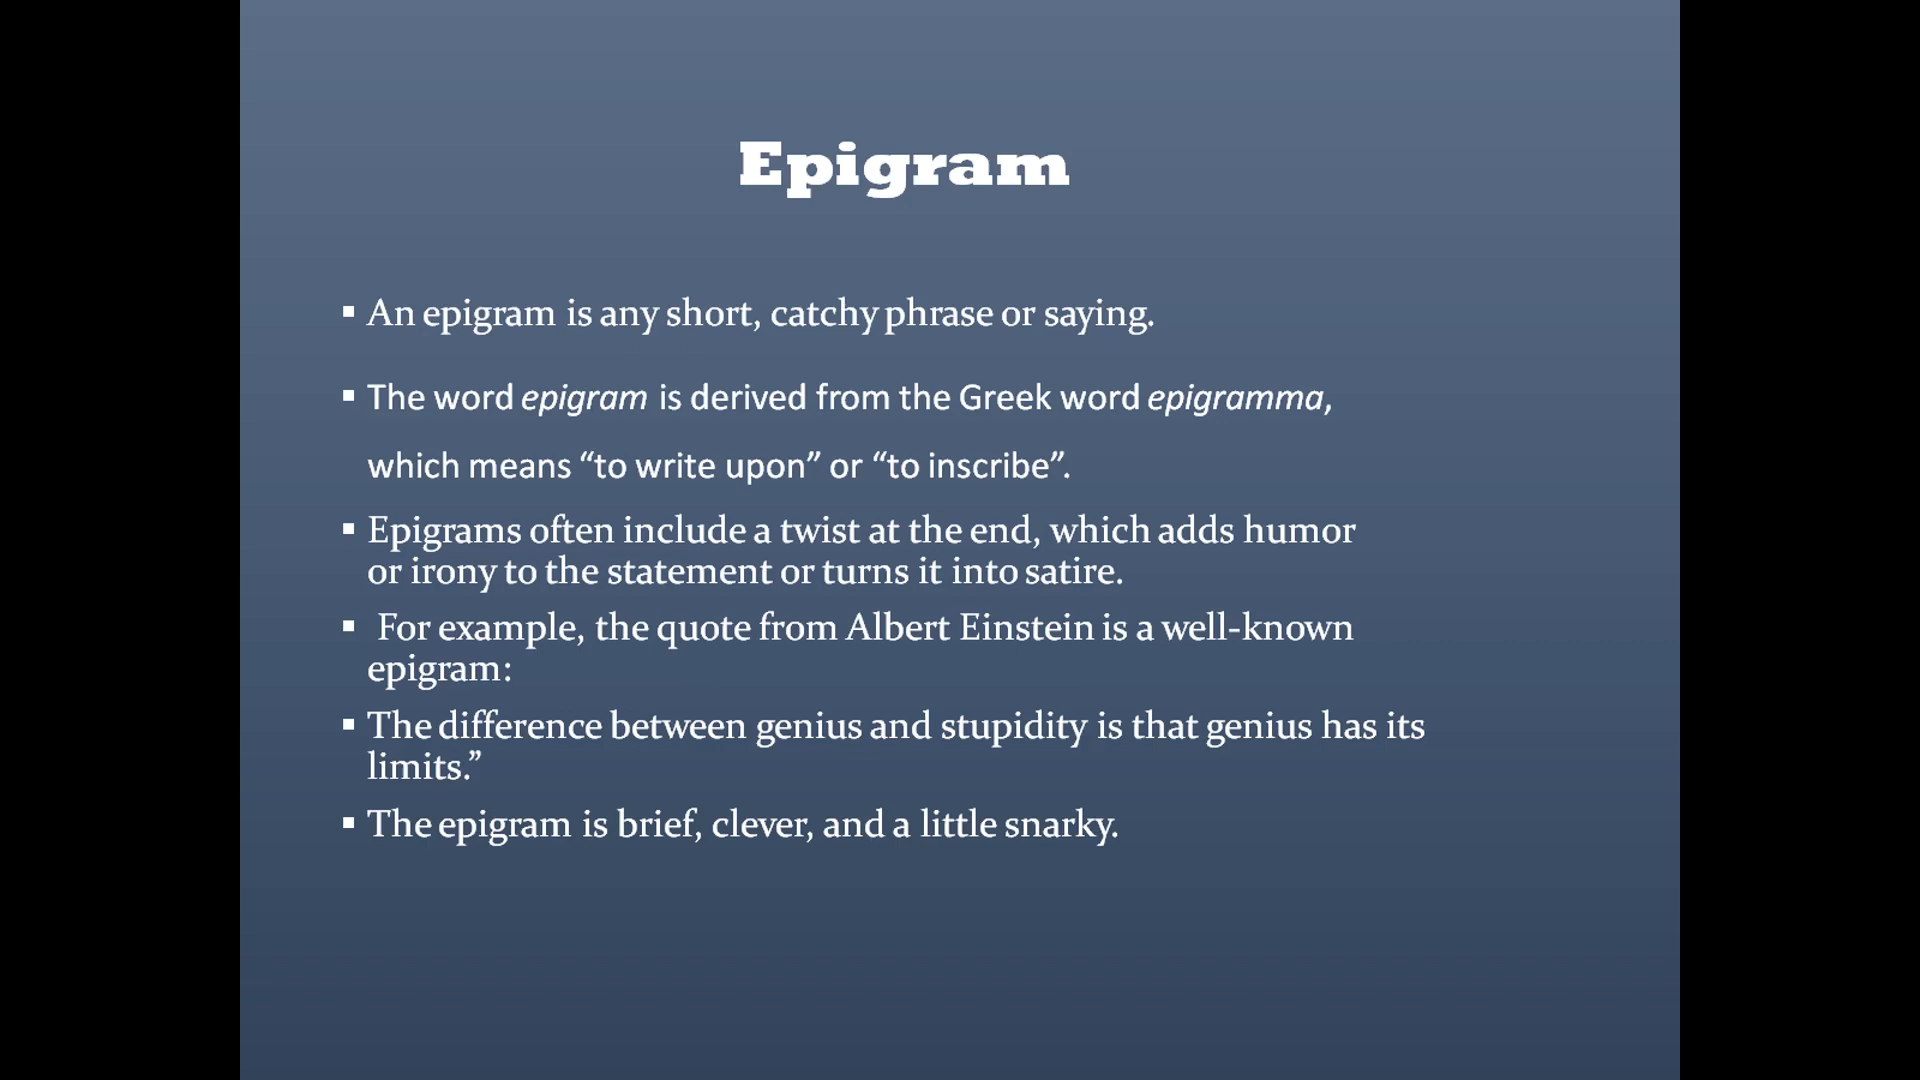 Epigram
▪ An epigram is any short, catchy phrase or saying.
▪ The word epigram is derived from the Greek word epigramma,
which means “to write upon” or “to inscribe”.
▪ Epigrams often include a twist at the end, which adds humor
or irony to the statement or turns it into satire.
▪ For example, the quote from Albert Einstein is a well-known
epigram:
▪ The difference between genius and stupidity is that genius has its
limits.”
▪ The epigram is brief, clever, and a little snarky.